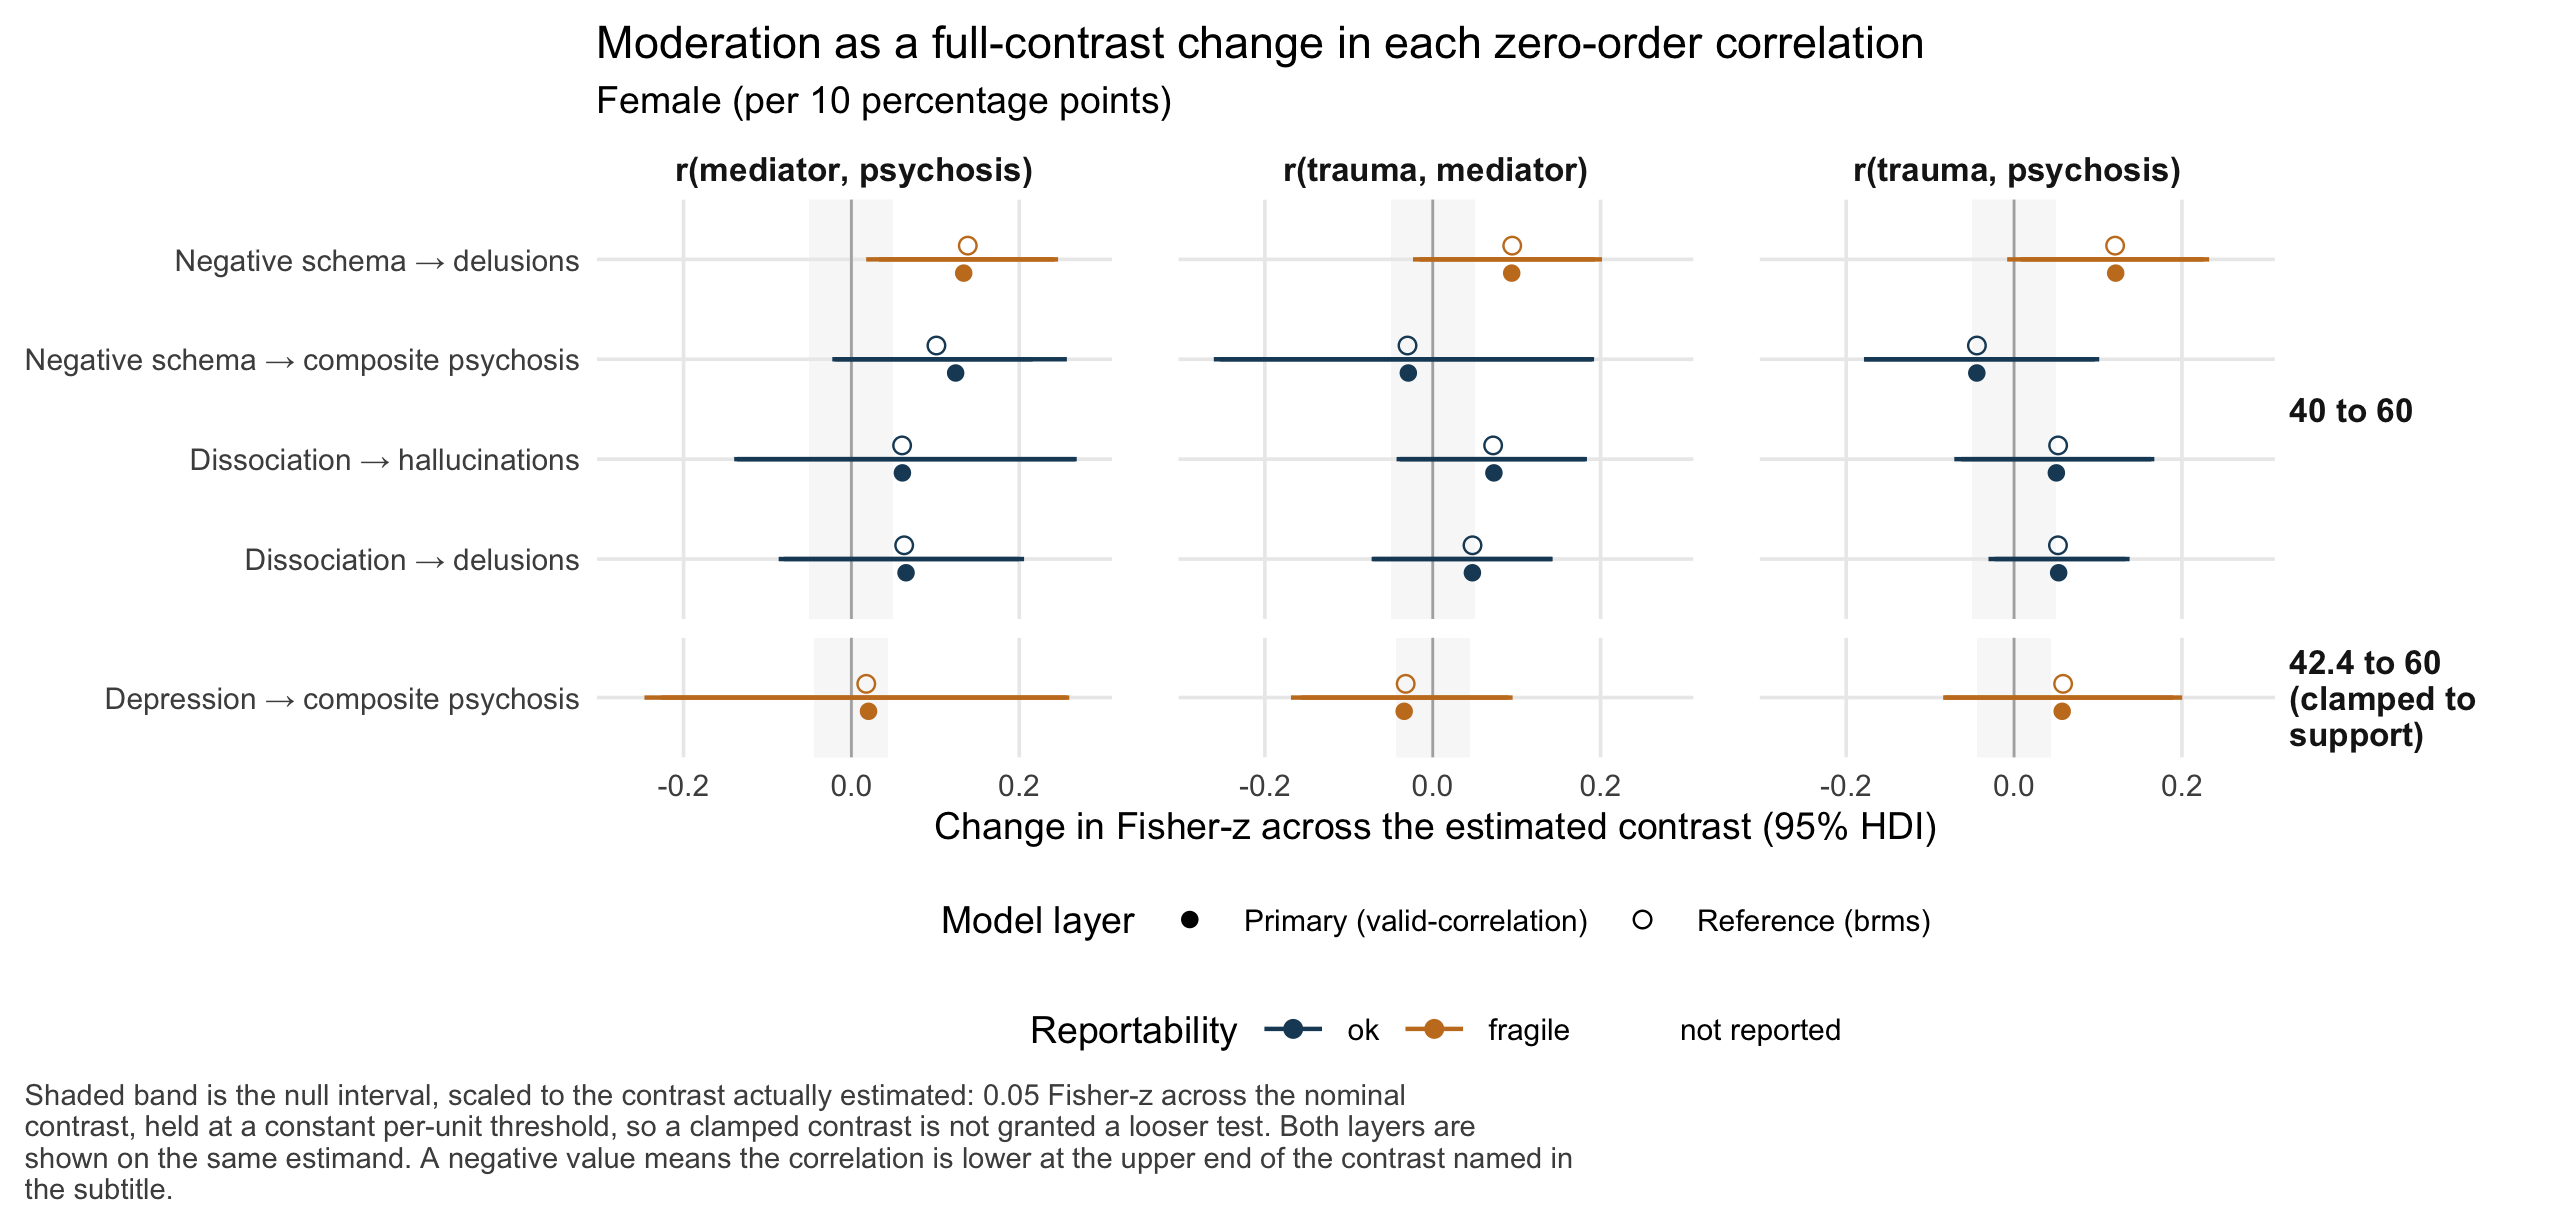 Moderation as a full-contrast change in each zero-order correlation
Female (per 10 percentage points)
r(mediator, psychosis)
r(trauma, mediator)
r(trauma, psychosis)
Negative schema → delusions
Negative schema → composite psychosis
Dissociation → hallucinations
Dissociation → delusions
Depression → composite psychosis
40 to 60
42.4 to 60
(clamped to
support)
-0.2 0.0 0.2 -0.2 0.0 0.2 -0.2 0.0 0.2
Change in Fisher-z across the estimated contrast (95% HDI)
Model layer Primary (valid-correlation) Reference (brms)
Reportability ok fragile not reported
Shaded band is the null interval, scaled to the contrast actually estimated: 0.05 Fisher-z across the nominal
contrast, held at a constant per-unit threshold, so a clamped contrast is not granted a looser test. Both layers are
shown on the same estimand. A negative value means the correlation is lower at the upper end of the contrast named in
the subtitle.